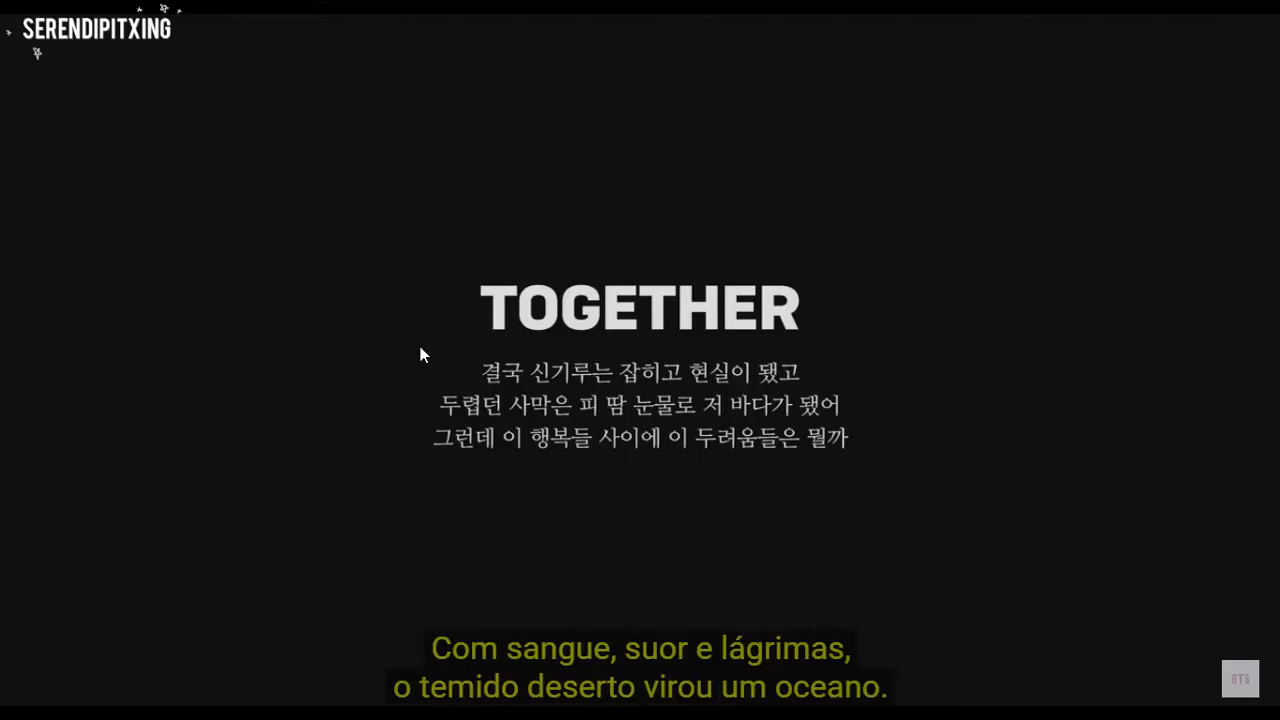 SERENDIPITXING
TOGETHER
결국 신기루는 잡히고 현실이 됐고
두렵던 사막은 피 땀 눈물로 저 바다가 됐어
그런데 이 행복들 사이에 이 두려움들은 뭘까
Com sangue, suor e lágrimas,
o temido deserto virou um oceano.
BTS